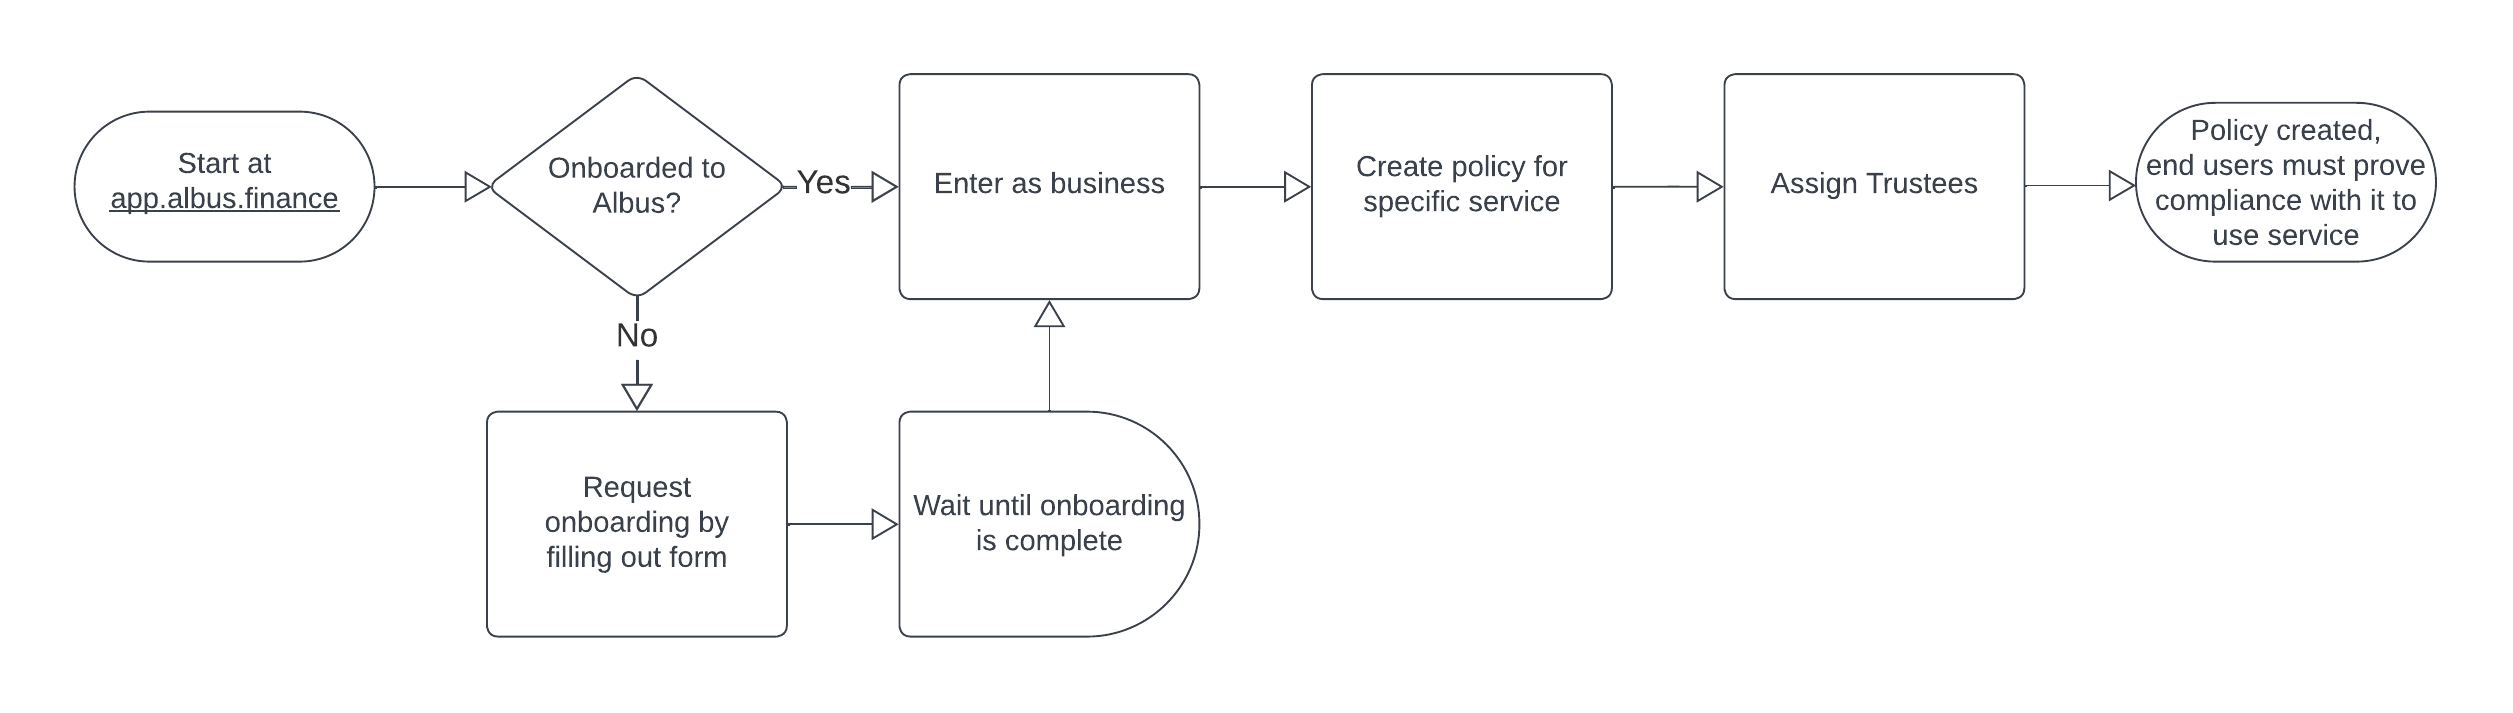 Start at
app.albus.finance
Onboarded to
Albus?
Yes
Enter as business
Create policy for
specific service
Assign Trustees
Policy created,
end users must prove
compliance with it to
use service
No
Request
onboarding by
filling out form
Wait until onboarding
is complete